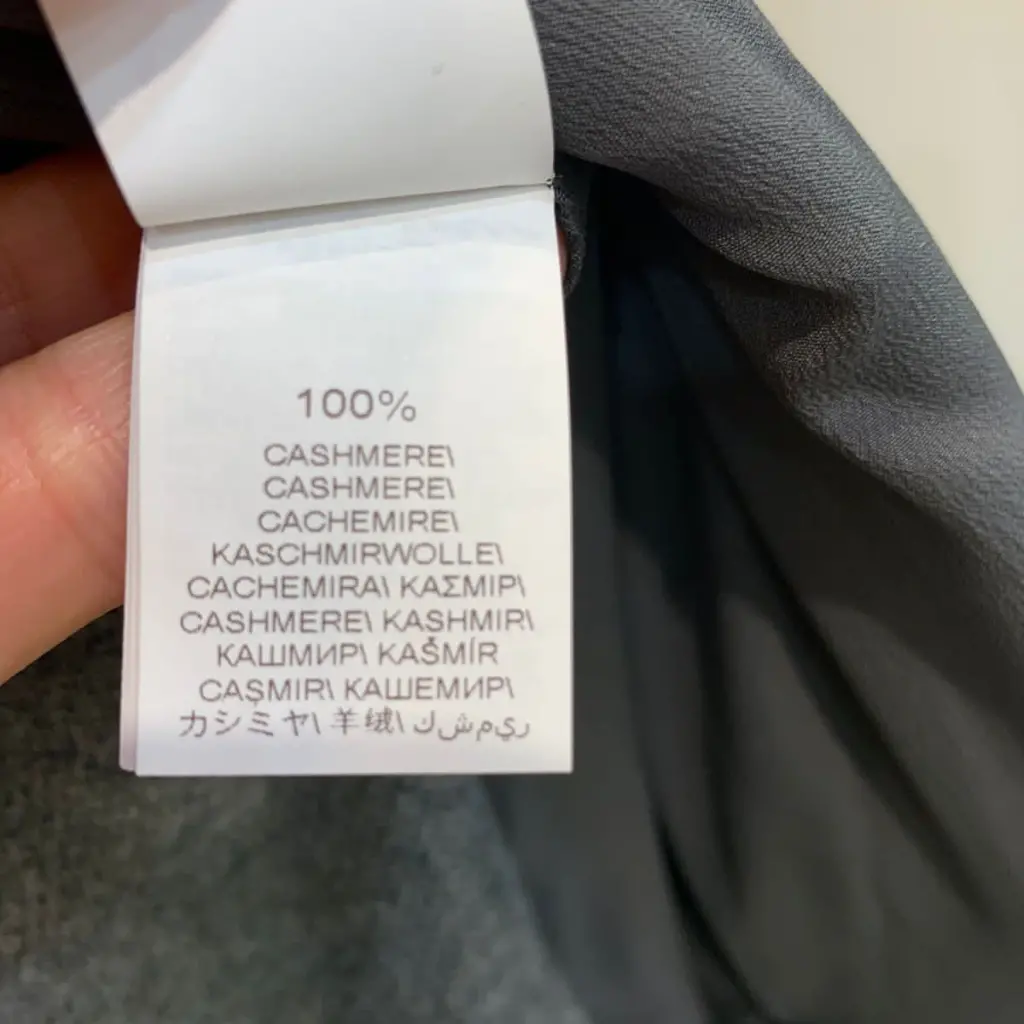 100%
CASHMERE\
CASHMERE\
CACHEMIRE\
KASCHMIRWOLLE\
CACHEMIRA\ ΚΑΣΜΙΡ\
CASHMERE\ KASHMIR\
КАШМИР\ KAŠMÍR
CAŞMIR\ КАШЕМИР\
カシミヤ\ 羊绒\ ك ش م ي ر